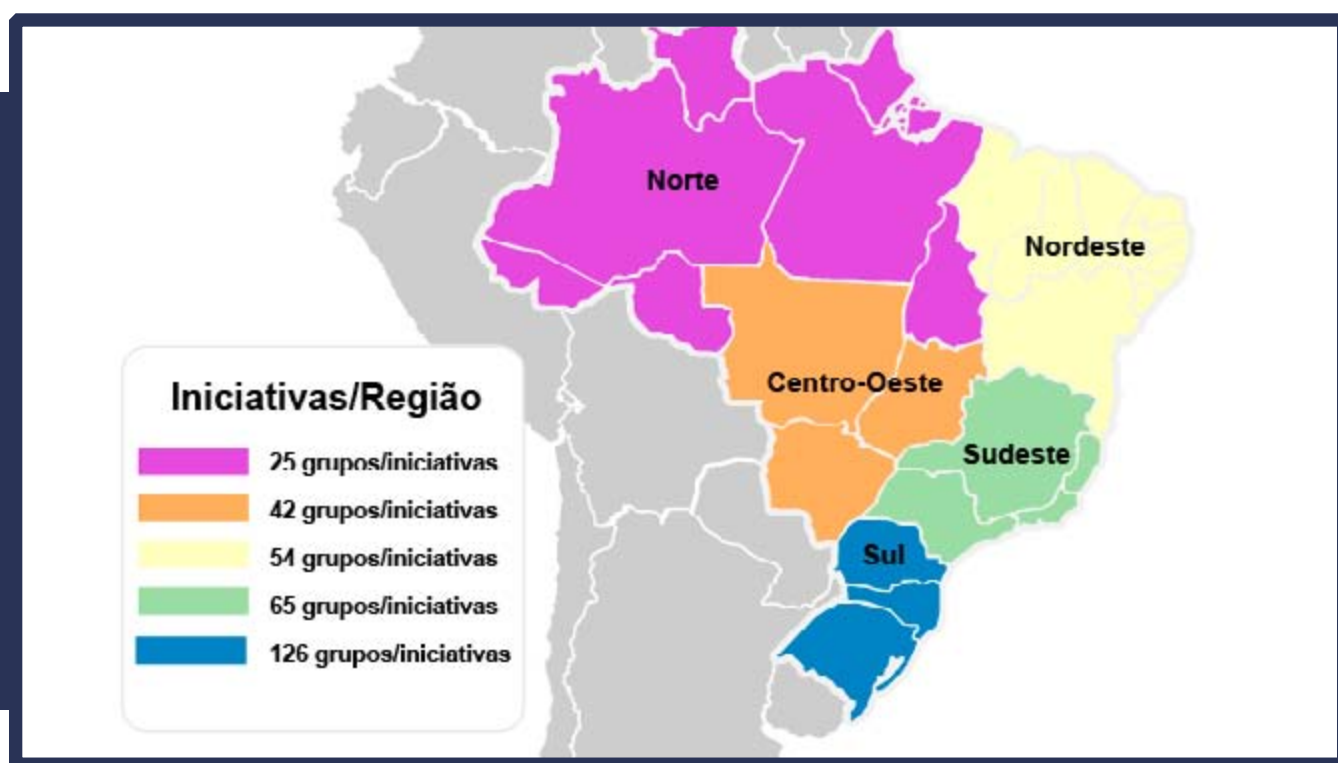 Norte
Nordeste
Centro-Oeste
Sudeste
Sul
Iniciativas/Região
25 grupos/iniciativas
42 grupos/iniciativas
54 grupos/iniciativas
65 grupos/iniciativas
126 grupos/iniciativas